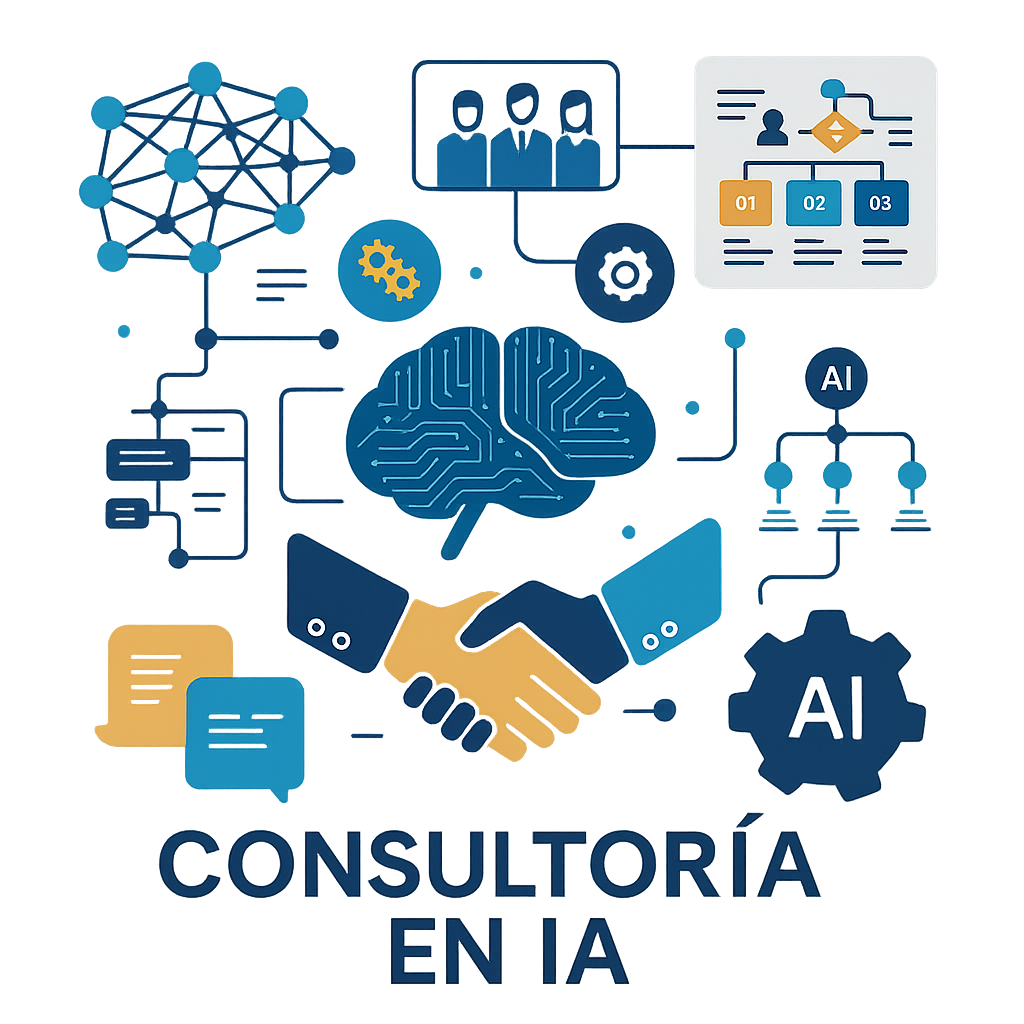 01 02 03
AI
AI
CONSULTORÍA
EN IA